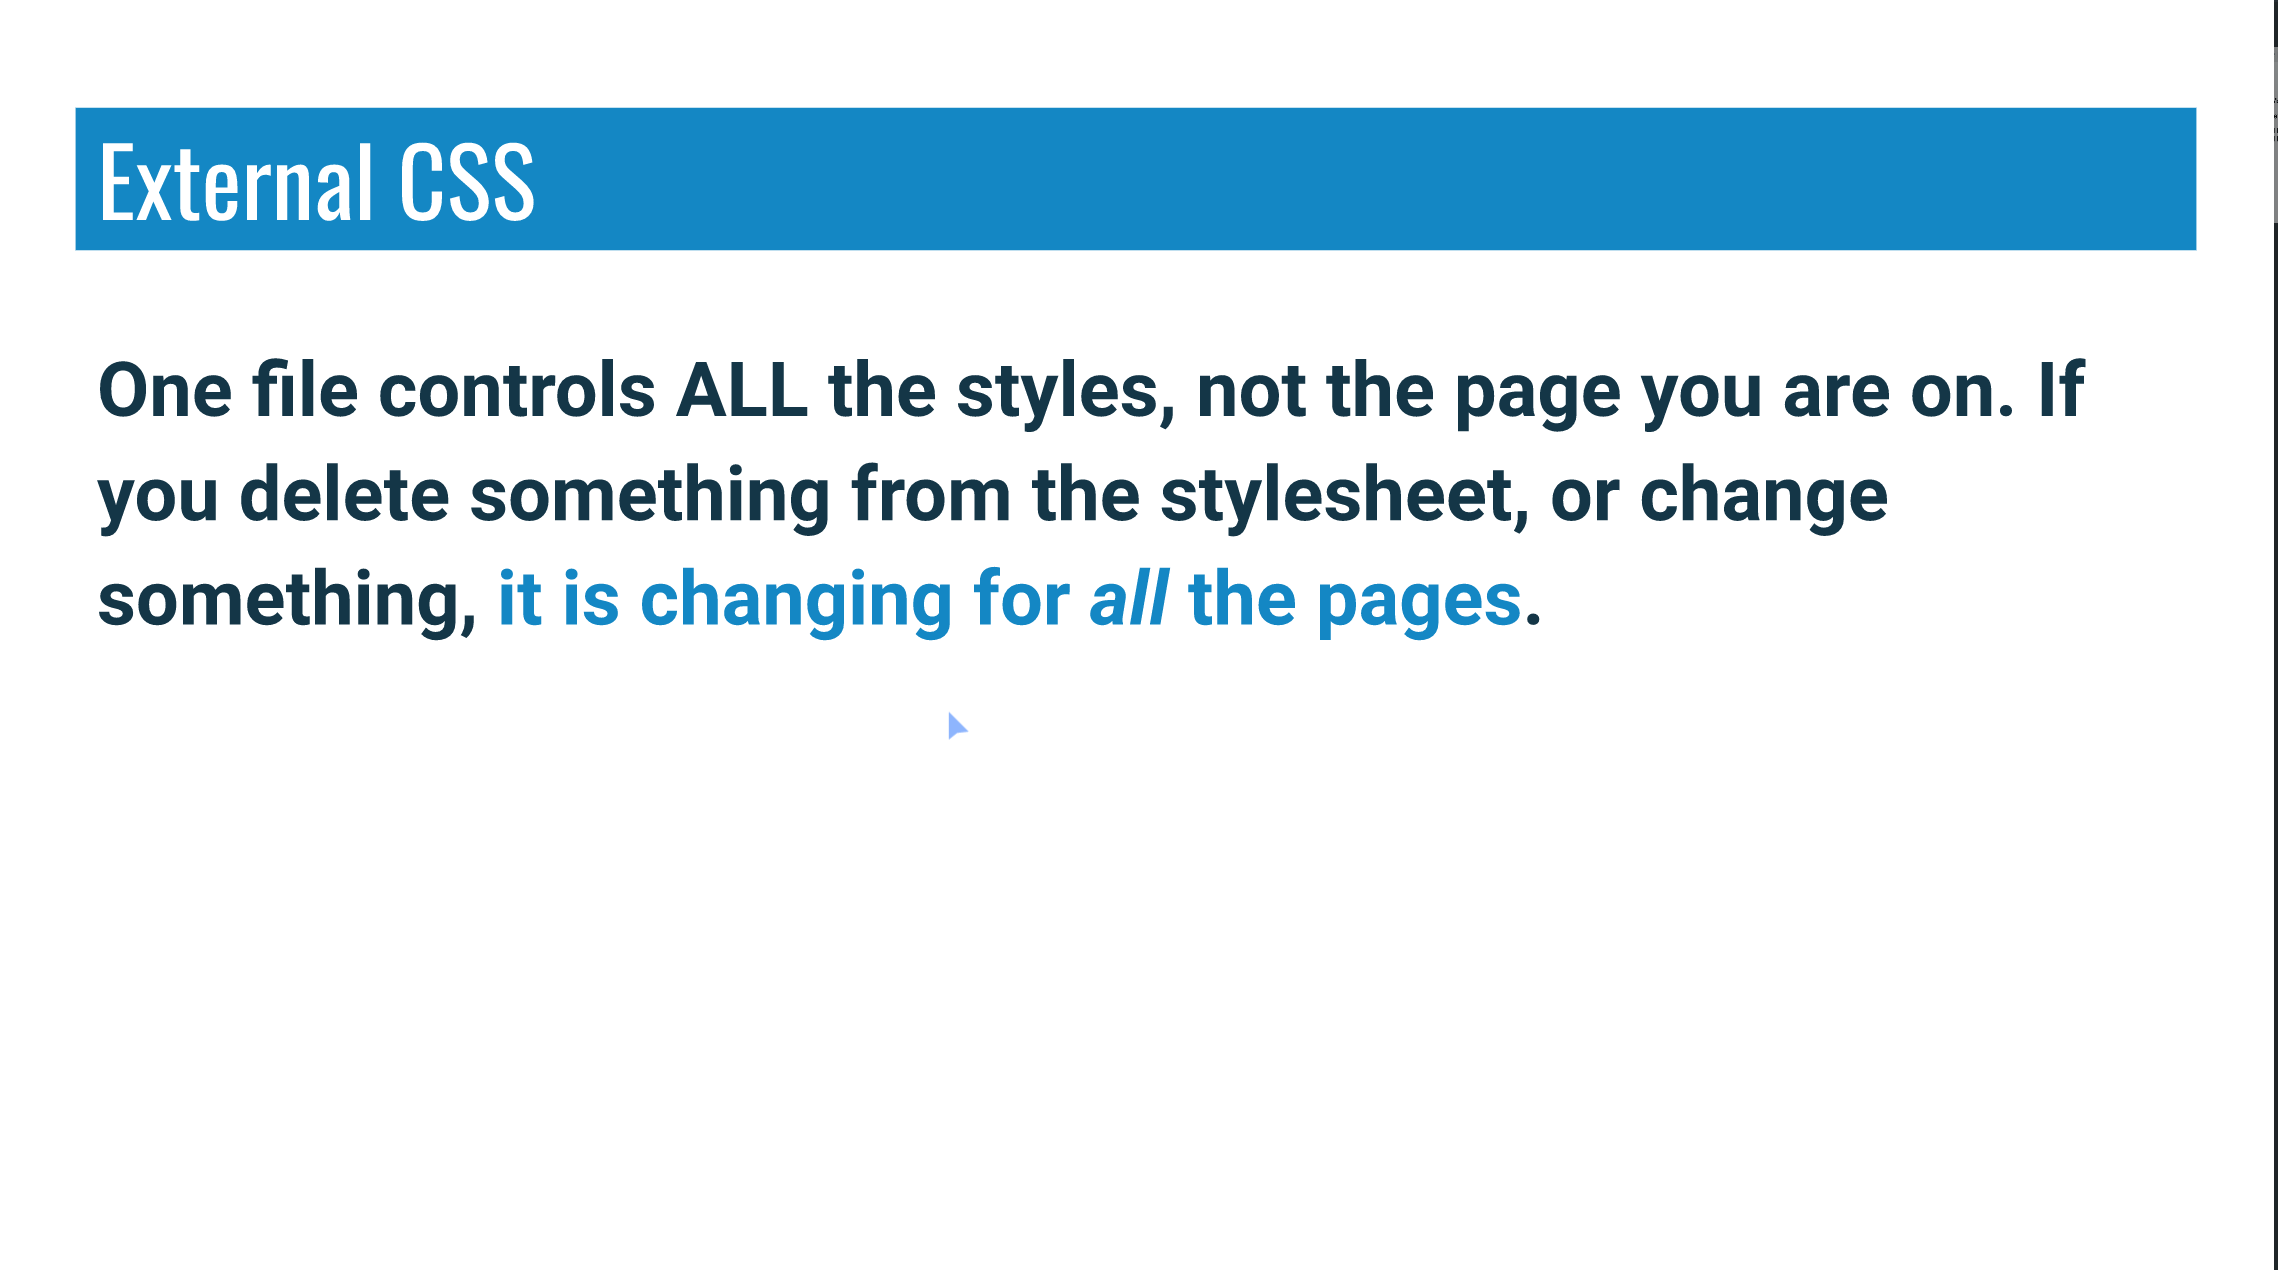 External CSS
One file controls ALL the styles, not the page you are on. If
you delete something from the stylesheet, or change
something, it is changing for all the pages.